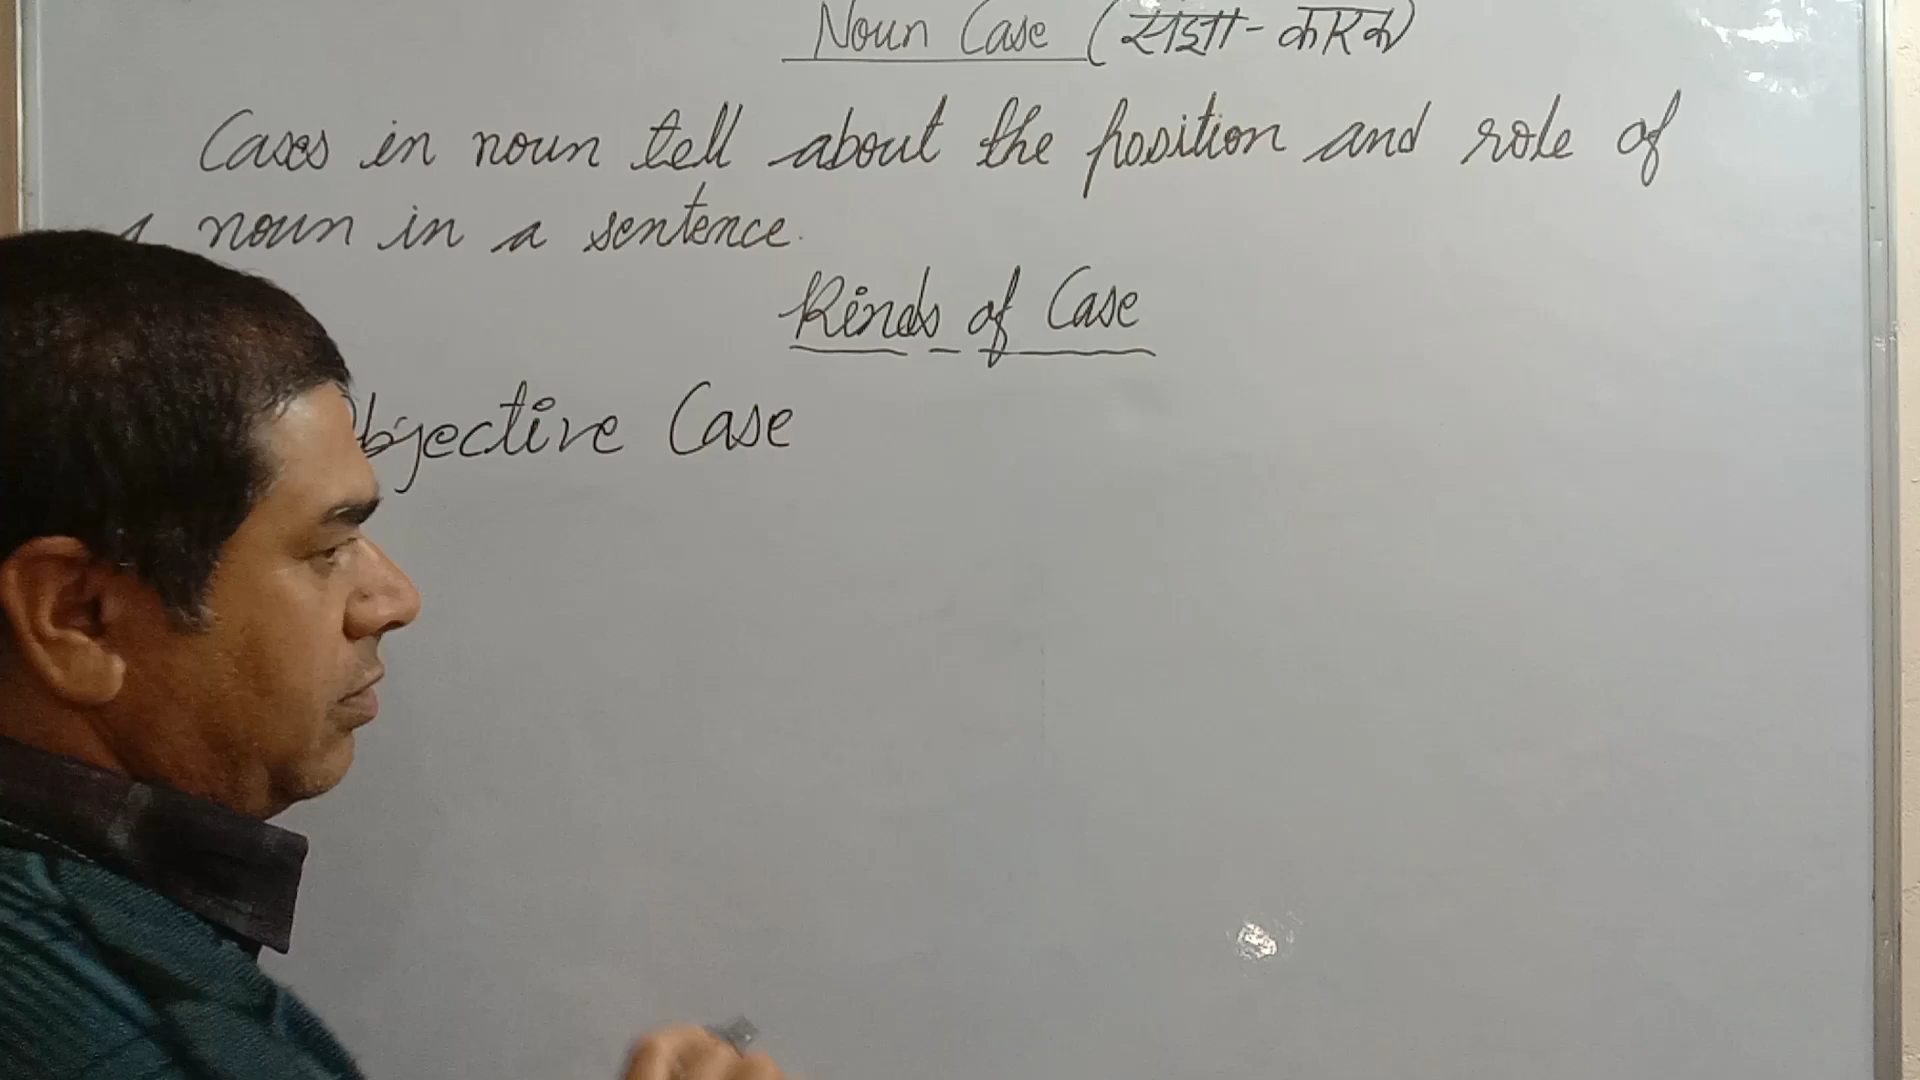 Noun Case (संज्ञा - कारक)
Cases in noun tell about the position and role of
a noun in a sentence.
Kinds of Case
bjective Case